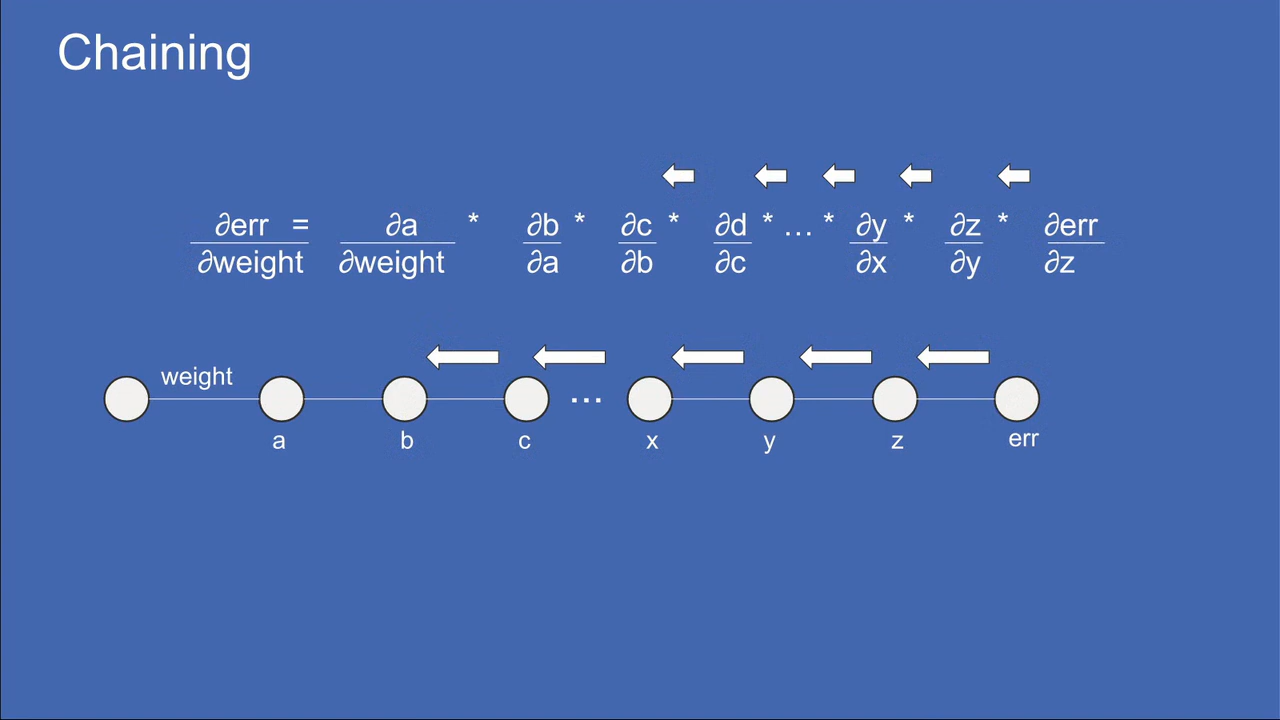 Chaining
∂err = ∂a * ∂b * ∂c * ∂d * ... * ∂y * ∂z * ∂err
∂weight ∂weight ∂a ∂b ∂c ∂x ∂y ∂z
weight
...
a b c x y z err